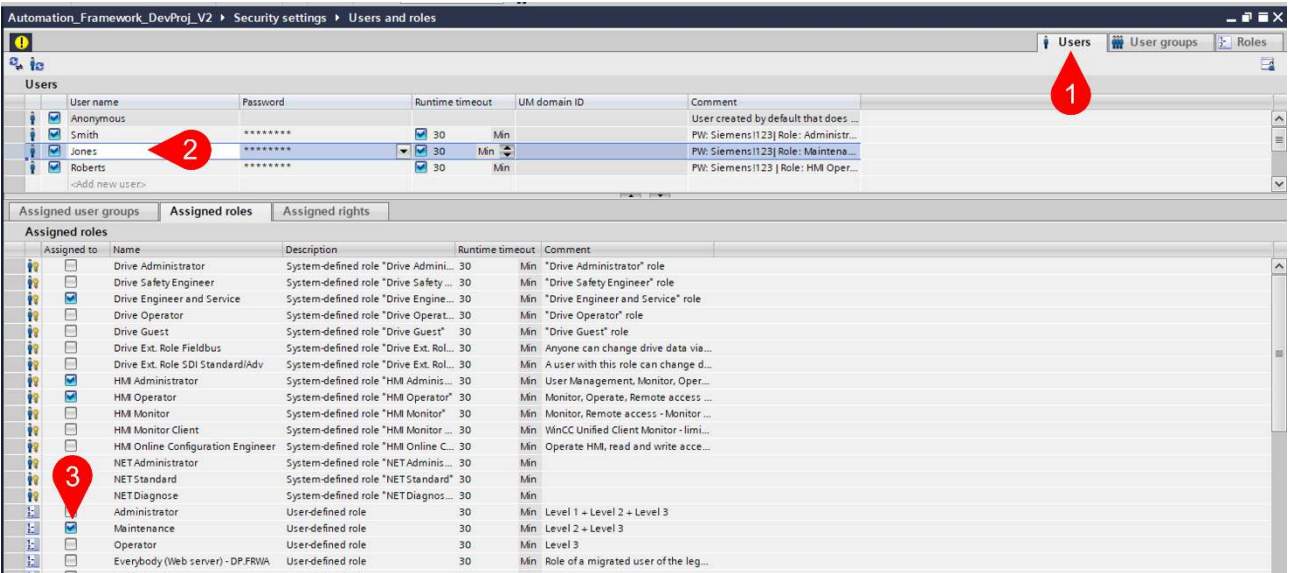 Automation_Framework_DevProj_V2 ▸ Security settings ▸ Users and roles
Users User groups Roles
1
Users
User name Password Runtime timeout UM domain ID Comment
Anonymous User created by default that does ...
Smith ******** 30 Min PW: Siemens!123| Role: Administr...
Jones ******** 30 Min PW: Siemens!123| Role: Maintena...
2
Roberts ******** 30 Min PW: Siemens!123 | Role: HMI Oper...
<Add new user>
Assigned user groups Assigned roles Assigned rights
Assigned roles
Assigned to Name Description Runtime timeout Comment
Drive Administrator System-defined role "Drive Admini... 30 Min "Drive Administrator" role
Drive Safety Engineer System-defined role "Drive Safety ... 30 Min "Drive Safety Engineer" role
Drive Engineer and Service System-defined role "Drive Engine... 30 Min "Drive Engineer and Service" role
Drive Operator System-defined role "Drive Operat... 30 Min "Drive Operator" role
Drive Guest System-defined role "Drive Guest" 30 Min "Drive Guest" role
Drive Ext. Role Fieldbus System-defined role "Drive Ext. Rol... 30 Min Anyone can change drive data via...
Drive Ext. Role SDI Standard/Adv System-defined role "Drive Ext. Rol... 30 Min A user with this role can change d...
HMI Administrator System-defined role "HMI Adminis... 30 Min User Management, Monitor, Oper...
HMI Operator System-defined role "HMI Operator" 30 Min Monitor, Operate, Remote access ...
HMI Monitor System-defined role "HMI Monitor" 30 Min Monitor, Remote access - Monitor ...
HMI Monitor Client System-defined role "HMI Monitor ... 30 Min WinCC Unified Client Monitor - limi...
HMI Online Configuration Engineer System-defined role "HMI Online C... 30 Min Operate HMI, read and write acce...
NET Administrator System-defined role "NET Adminis... 30 Min
3
NET Standard System-defined role "NET Standard" 30 Min
NET Diagnose System-defined role "NET Diagnos... 30 Min
Administrator User-defined role 30 Min Level 1 + Level 2 + Level 3
Maintenance User-defined role 30 Min Level 2 + Level 3
Operator User-defined role 30 Min Level 3
Everybody (Web server) - DP.FRWA User-defined role 30 Min Role of a migrated user of the leg...